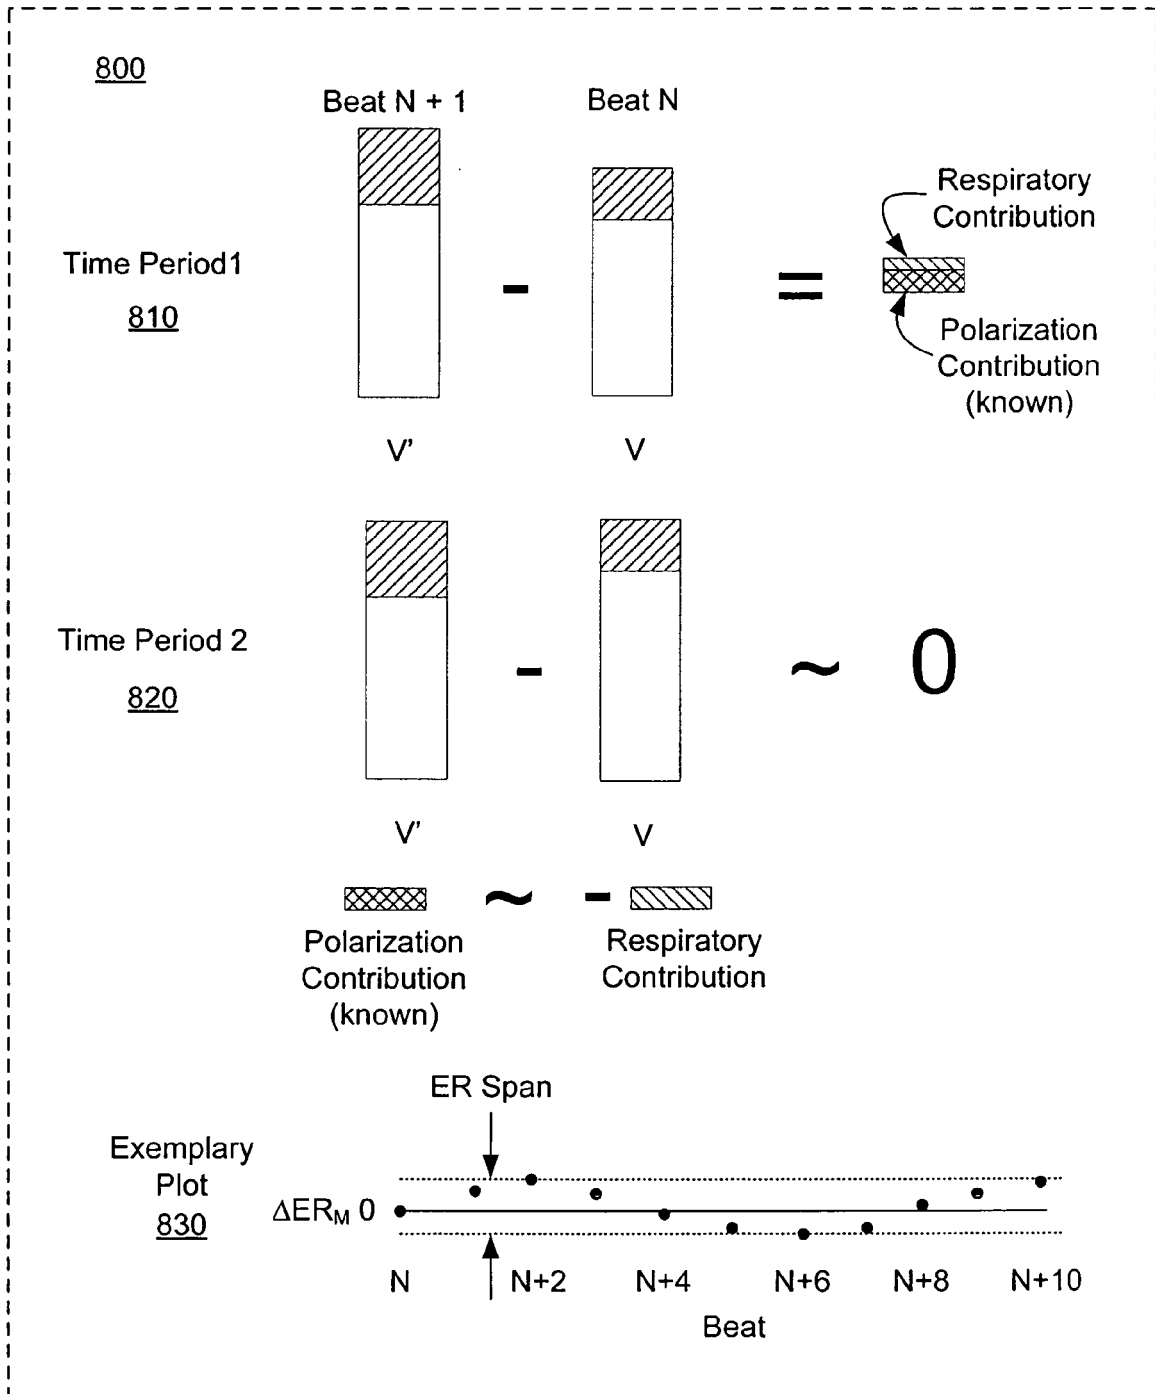 800
Beat N + 1
Beat N
Respiratory
Contribution
Time Period1
810
-
=
Polarization
Contribution
(known)
V'
V
Time Period 2
820
-
~
0
V'
V
~
-
Polarization
Contribution
(known)
Respiratory
Contribution
ER Span
Exemplary
Plot
830
ΔERM 0
N
N+2
N+4
N+6
N+8
N+10
Beat